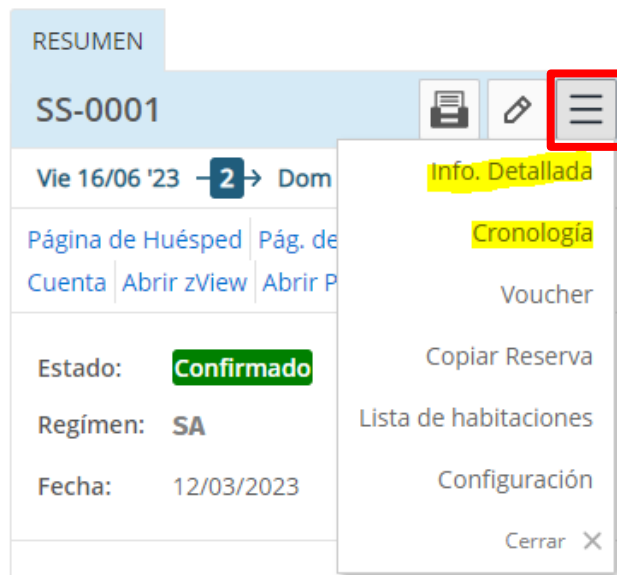 RESUMEN
SS-0001
Vie 16/06 '23 2 Dom
Info. Detallada
Página de Huésped Pág. de
Cronología
Cuenta Abrir zView Abrir P
Voucher
Estado: Confirmado
Copiar Reserva
Regímen: SA
Lista de habitaciones
Fecha: 12/03/2023
Configuración
Cerrar